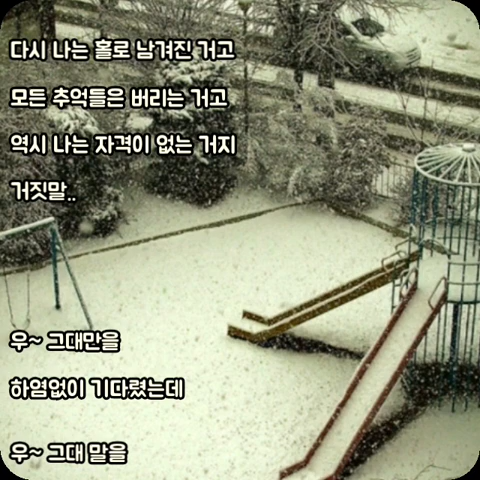 다시 나는 홀로 남겨진 거고
모든 추억들은 버리는 거고
역시 나는 자격이 없는 거지
거짓말..
우~ 그대만을
하염없이 기다렸는데
우~ 그대 말을